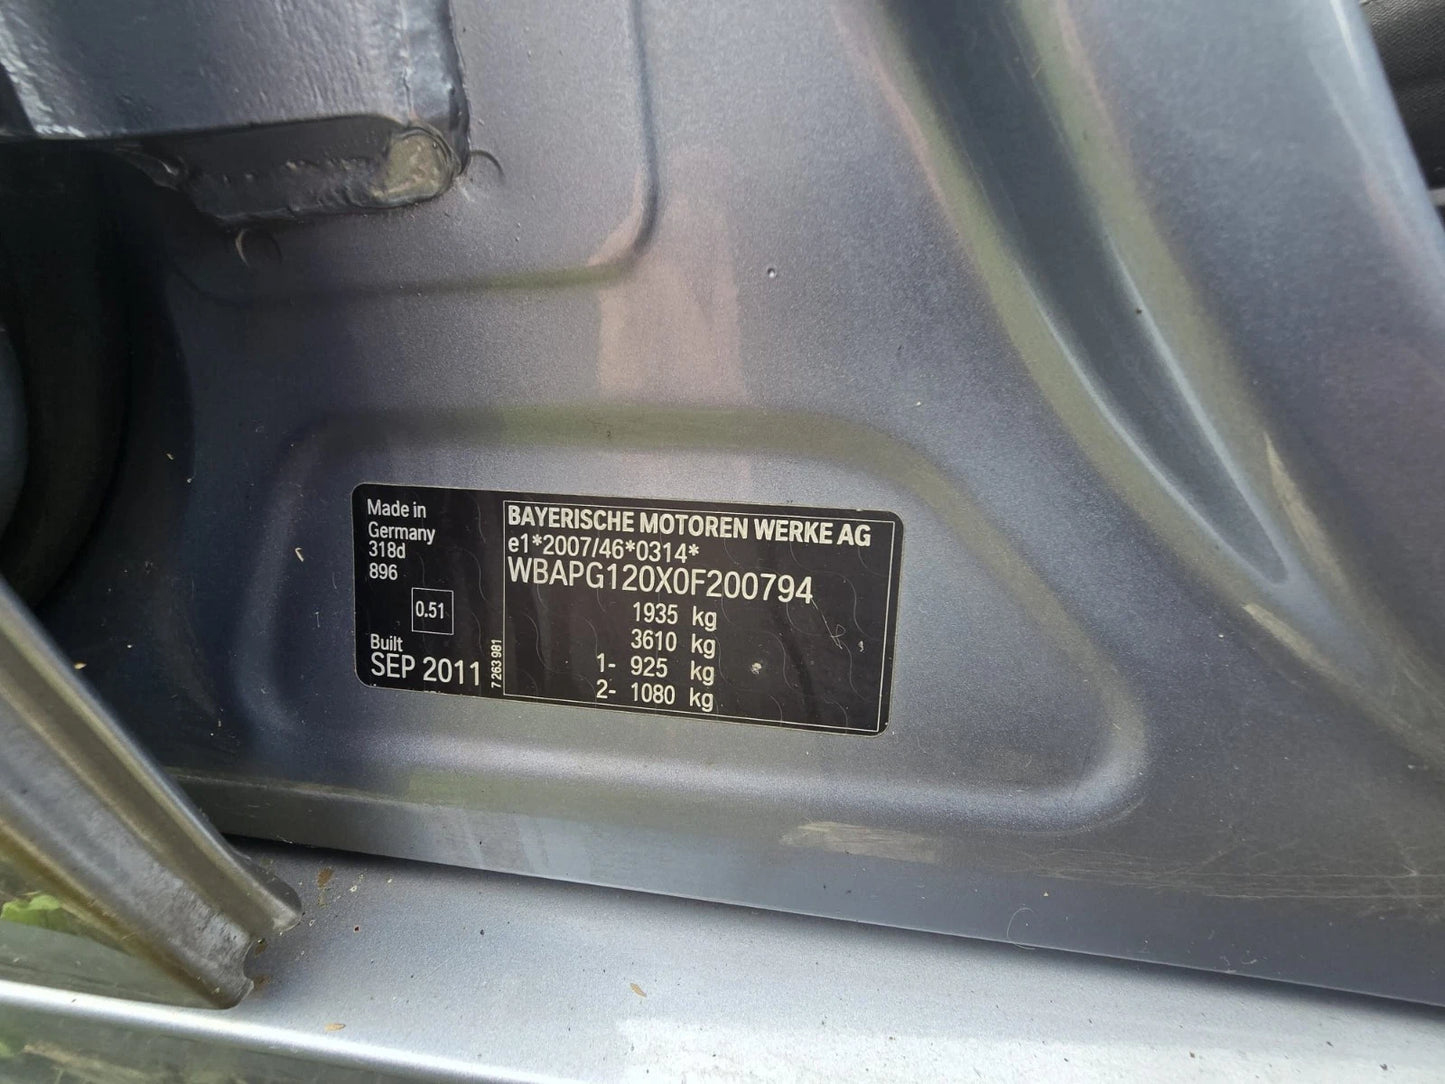 Made in
Germany
318d
896
0.51
Built
SEP 2011
7 263 981
BAYERISCHE MOTOREN WERKE AG
e1*2007/46*0314*
WBAPG120X0F200794
1935 kg
3610 kg
1- 925 kg
2- 1080 kg